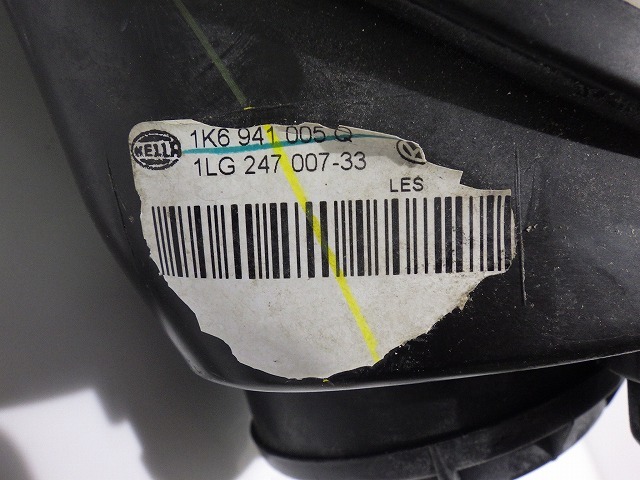 HELLA 1K6 941 005 Q
1LG 247 007-33
LES